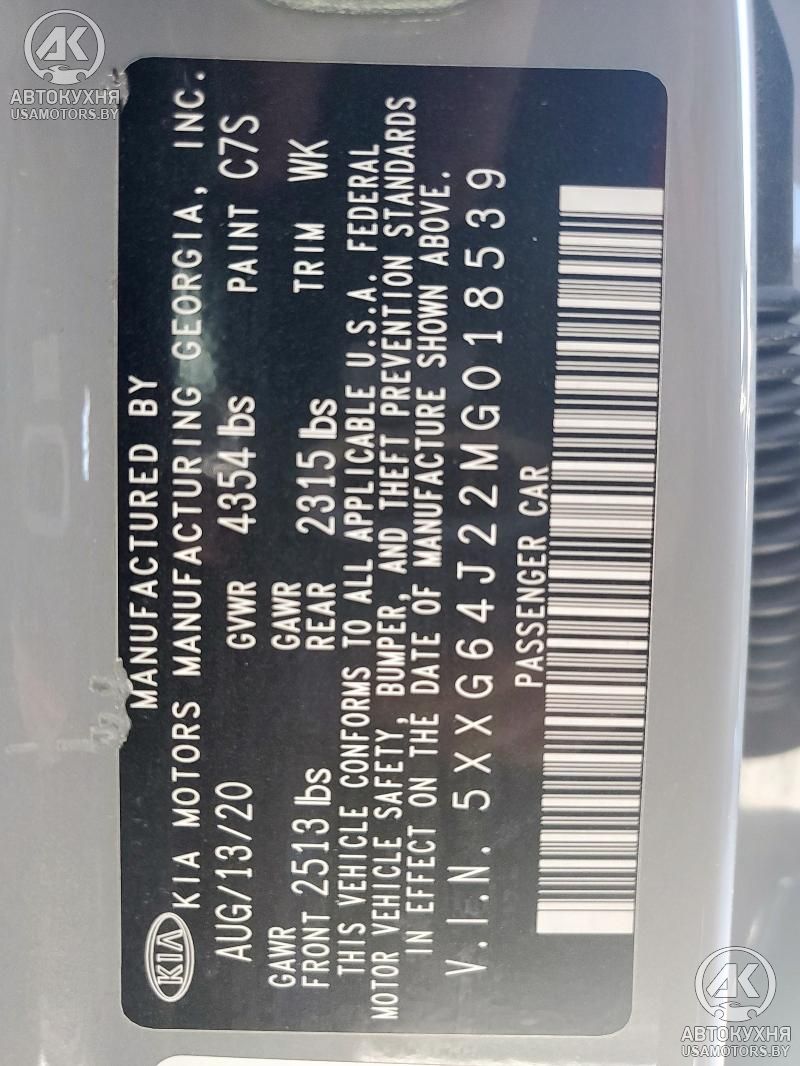 AK
АВТОКУХНЯ
USAMOTORS.BY
MANUFACTURED BY
KIA KIA MOTORS MANUFACTURING GEORGIA, INC.
AUG/13/20 GVWR 4354 lbs PAINT C7S
GAWR GAWR
FRONT 2513 lbs REAR 2315 lbs TRIM WK
THIS VEHICLE CONFORMS TO ALL APPLICABLE U.S.A. FEDERAL
MOTOR VEHICLE SAFETY, BUMPER, AND THEFT PREVENTION STANDARDS
IN EFFECT ON THE DATE OF MANUFACTURE SHOWN ABOVE.
V.I.N. 5XXG64J22MG018539
PASSENGER CAR
AK
АВТОКУХНЯ
USAMOTORS.BY